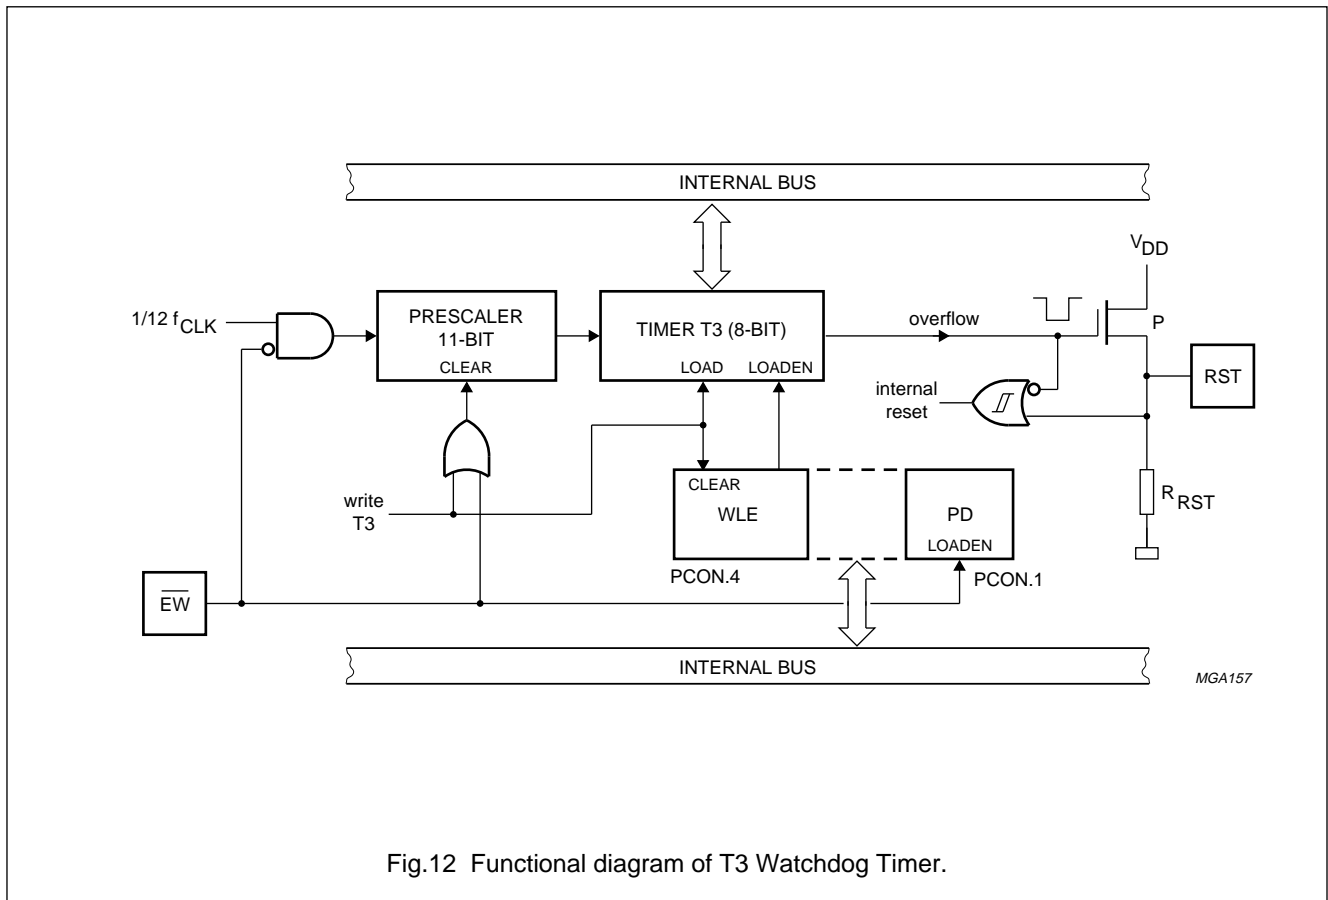 INTERNAL BUS
VDD
1/12 fCLK
PRESCALER
11-BIT
CLEAR
TIMER T3 (8-BIT)
LOAD LOADEN
overflow
P
RST
internal
reset
write
T3
CLEAR
WLE
PD
LOADEN
RRST
PCON.4
PCON.1
EW
INTERNAL BUS
MGA157
Fig.12 Functional diagram of T3 Watchdog Timer.